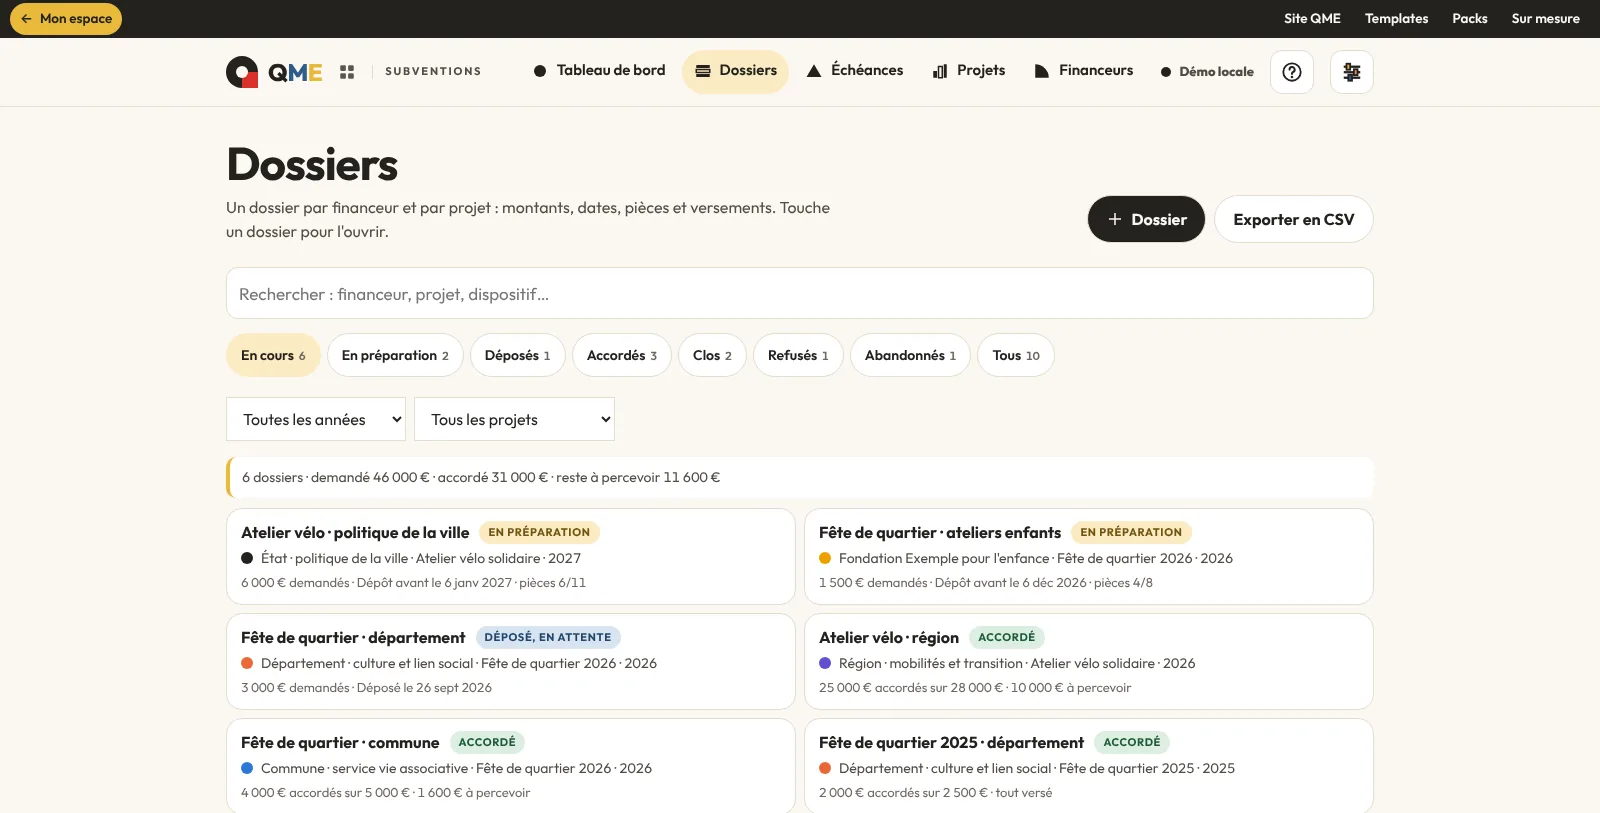 ← Mon espace
Site QME
Templates
Packs
Sur mesure
QME
SUBVENTIONS
Tableau de bord
Dossiers
Échéances
Projets
Financeurs
Démo locale
Dossiers
Un dossier par financeur et par projet : montants, dates, pièces et versements. Touche
un dossier pour l'ouvrir.
+ Dossier
Exporter en CSV
Rechercher : financeur, projet, dispositif…
En cours 6
En préparation 2
Déposés 1
Accordés 3
Clos 2
Refusés 1
Abandonnés 1
Tous 10
Toutes les années
Tous les projets
6 dossiers · demandé 46 000 € · accordé 31 000 € · reste à percevoir 11 600 €
Atelier vélo · politique de la ville EN PRÉPARATION
État · politique de la ville · Atelier vélo solidaire · 2027
6 000 € demandés · Dépôt avant le 6 janv 2027 · pièces 6/11
Fête de quartier · ateliers enfants EN PRÉPARATION
Fondation Exemple pour l'enfance · Fête de quartier 2026 · 2026
1 500 € demandés · Dépôt avant le 6 déc 2026 · pièces 4/8
Fête de quartier · département DÉPOSÉ, EN ATTENTE
Département · culture et lien social · Fête de quartier 2026 · 2026
3 000 € demandés · Déposé le 26 sept 2026
Atelier vélo · région ACCORDÉ
Région · mobilités et transition · Atelier vélo solidaire · 2026
25 000 € accordés sur 28 000 € · 10 000 € à percevoir
Fête de quartier · commune ACCORDÉ
Commune · service vie associative · Fête de quartier 2026 · 2026
4 000 € accordés sur 5 000 € · 1 600 € à percevoir
Fête de quartier 2025 · département ACCORDÉ
Département · culture et lien social · Fête de quartier 2025 · 2025
2 000 € accordés sur 2 500 € · tout versé